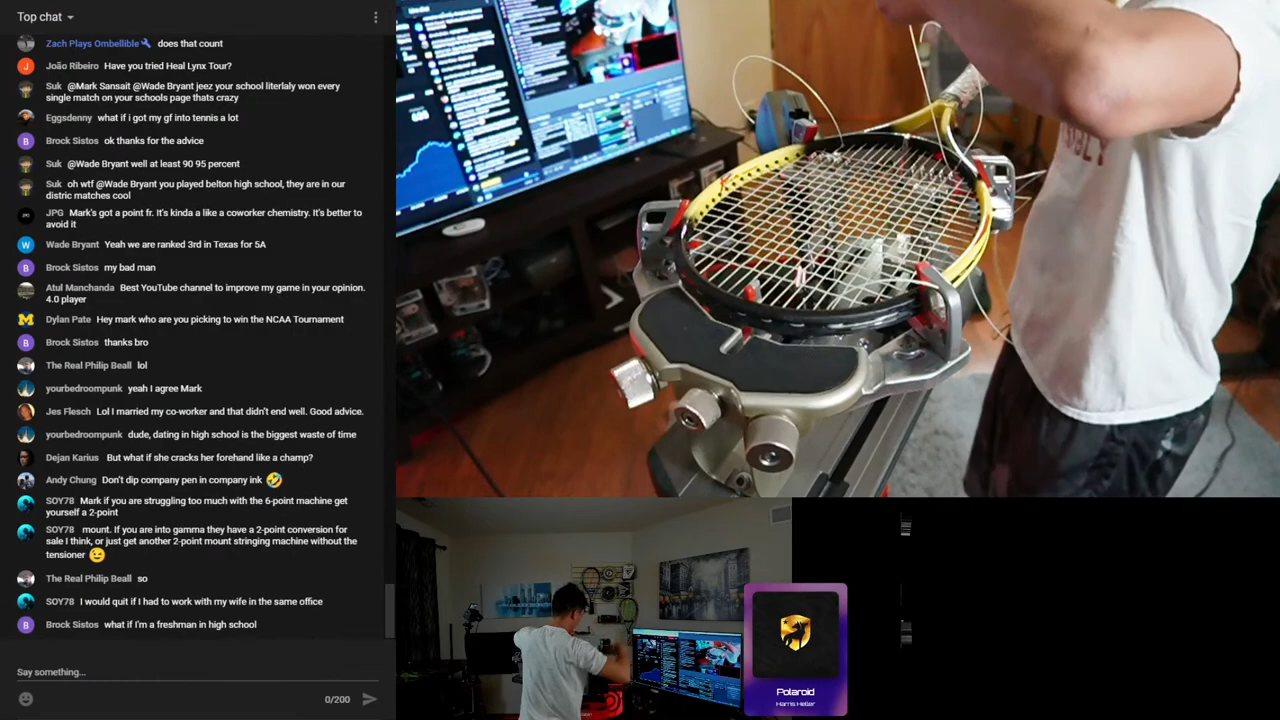 Top chat
Zach Plays Ombellible does that count
João Ribeiro Have you tried Heal Lynx Tour?
Suk @Mark Sansait @Wade Bryant jeez your school literlaly won every
single match on your schools page thats crazy
Eggsdenny what if i got my gf into tennis a lot
Brock Sistos ok thanks for the advice
Suk @Wade Bryant well at least 90 95 percent
Suk oh wtf @Wade Bryant you played belton high school, they are in our
distric matches cool
JPG Mark's got a point fr. It's kinda a like a coworker chemistry. It's better to
avoid it
Wade Bryant Yeah we are ranked 3rd in Texas for 5A
Brock Sistos my bad man
Atul Manchanda Best YouTube channel to improve my game in your opinion.
4.0 player
Dylan Pate Hey mark who are you picking to win the NCAA Tournament
Brock Sistos thanks bro
The Real Philip Beall lol
yourbedroompunk yeah I agree Mark
Jes Flesch Lol I married my co-worker and that didn't end well. Good advice.
yourbedroompunk dude, dating in high school is the biggest waste of time
Dejan Karius But what if she cracks her forehand like a champ?
Andy Chung Don't dip company pen in company ink 🤣
SOY78 Mark if you are struggling too much with the 6-point machine get
yourself a 2-point
SOY78 mount. If you are into gamma they have a 2-point conversion for
sale I think, or just get another 2-point mount stringing machine without the
tensioner 😉
The Real Philip Beall so
SOY78 I would quit if I had to work with my wife in the same office
Brock Sistos what if I'm a freshman in high school
Say something...
0/200
Polaroid
Harris Heller